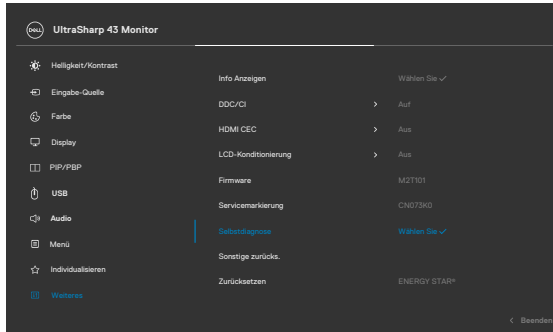 DELL UltraSharp 43 Monitor
Helligkeit/Kontrast
Eingabe-Quelle
Farbe
Display
PIP/PBP
USB
Audio
Menü
Individualisieren
Weiteres
Info Anzeigen Wählen Sie ✓
DDC/CI > Auf
HDMI CEC > Aus
LCD-Konditionierung > Aus
Firmware M2T101
Servicemarkierung CN073K0
Selbstdiagnose Wählen Sie ✓
Sonstige zurücks.
Zurücksetzen ENERGY STAR®
< Beenden